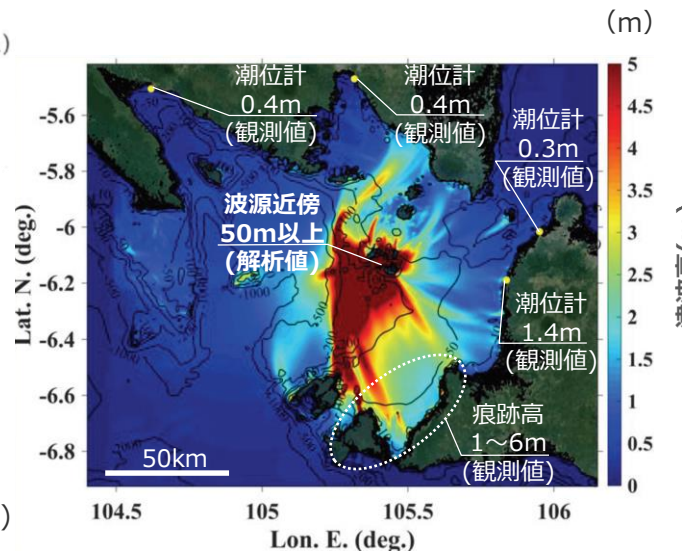 （m）
潮位計
0.4m
(観測値)
潮位計
0.4m
(観測値)
潮位計
0.3m
(観測値)
波源近傍
50m以上
(解析値)
潮位計
1.4m
(観測値)
痕跡高
1～6m
(観測値)
50km
-5.6
-5.8
-6
-6.2
-6.4
-6.6
-6.8
Lat. N. (deg.)
104.5
105
105.5
106
Lon. E. (deg.)
5
4.5
4
3.5
3
2.5
2
1.5
1
0.5
0
-500
-1000